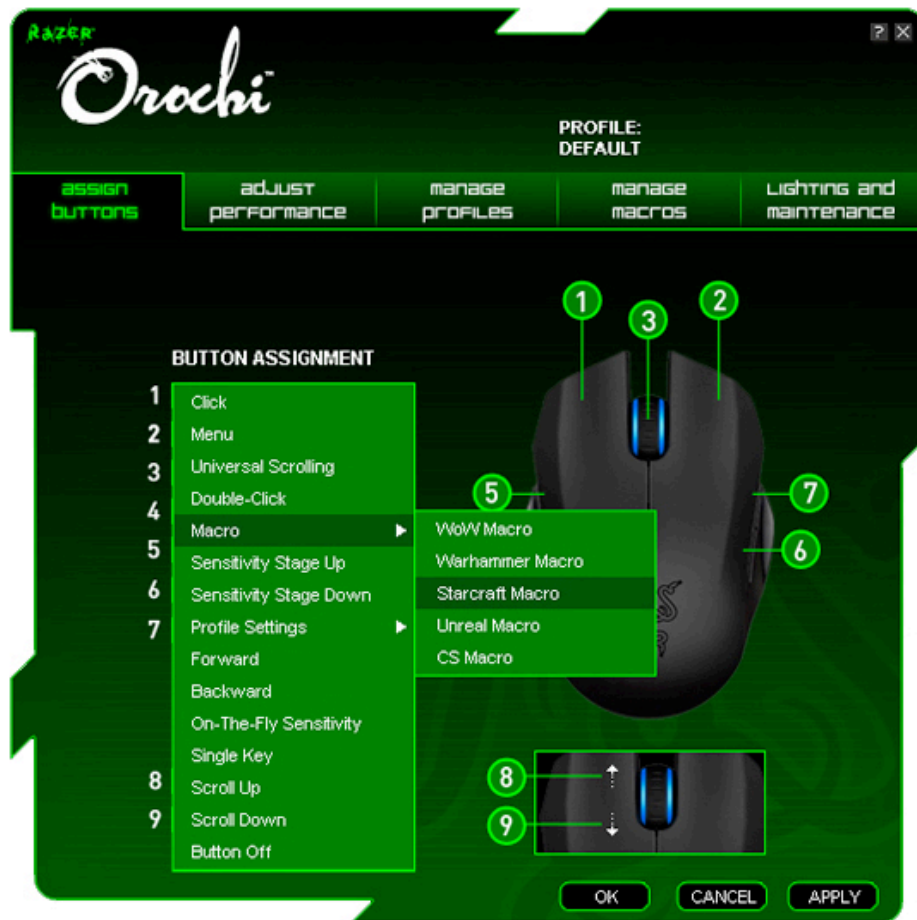 RAZER
Orochi™
? X
PROFILE:
DEFAULT
assign
buttons
adjust
performance
manage
profiles
manage
macros
Lighting and
maintenance
1
2
3
BUTTON ASSIGNMENT
1 Click
2 Menu
3 Universal Scrolling
4 Double-Click
Macro
5 Sensitivity Stage Up
6 Sensitivity Stage Down
7 Profile Settings
Forward
Backward
On-The-Fly Sensitivity
Single Key
8 Scroll Up
9 Scroll Down
Button Off
WoW Macro
Warhammer Macro
Starcraft Macro
Unreal Macro
CS Macro
5
7
6
8
9
OK
CANCEL
APPLY